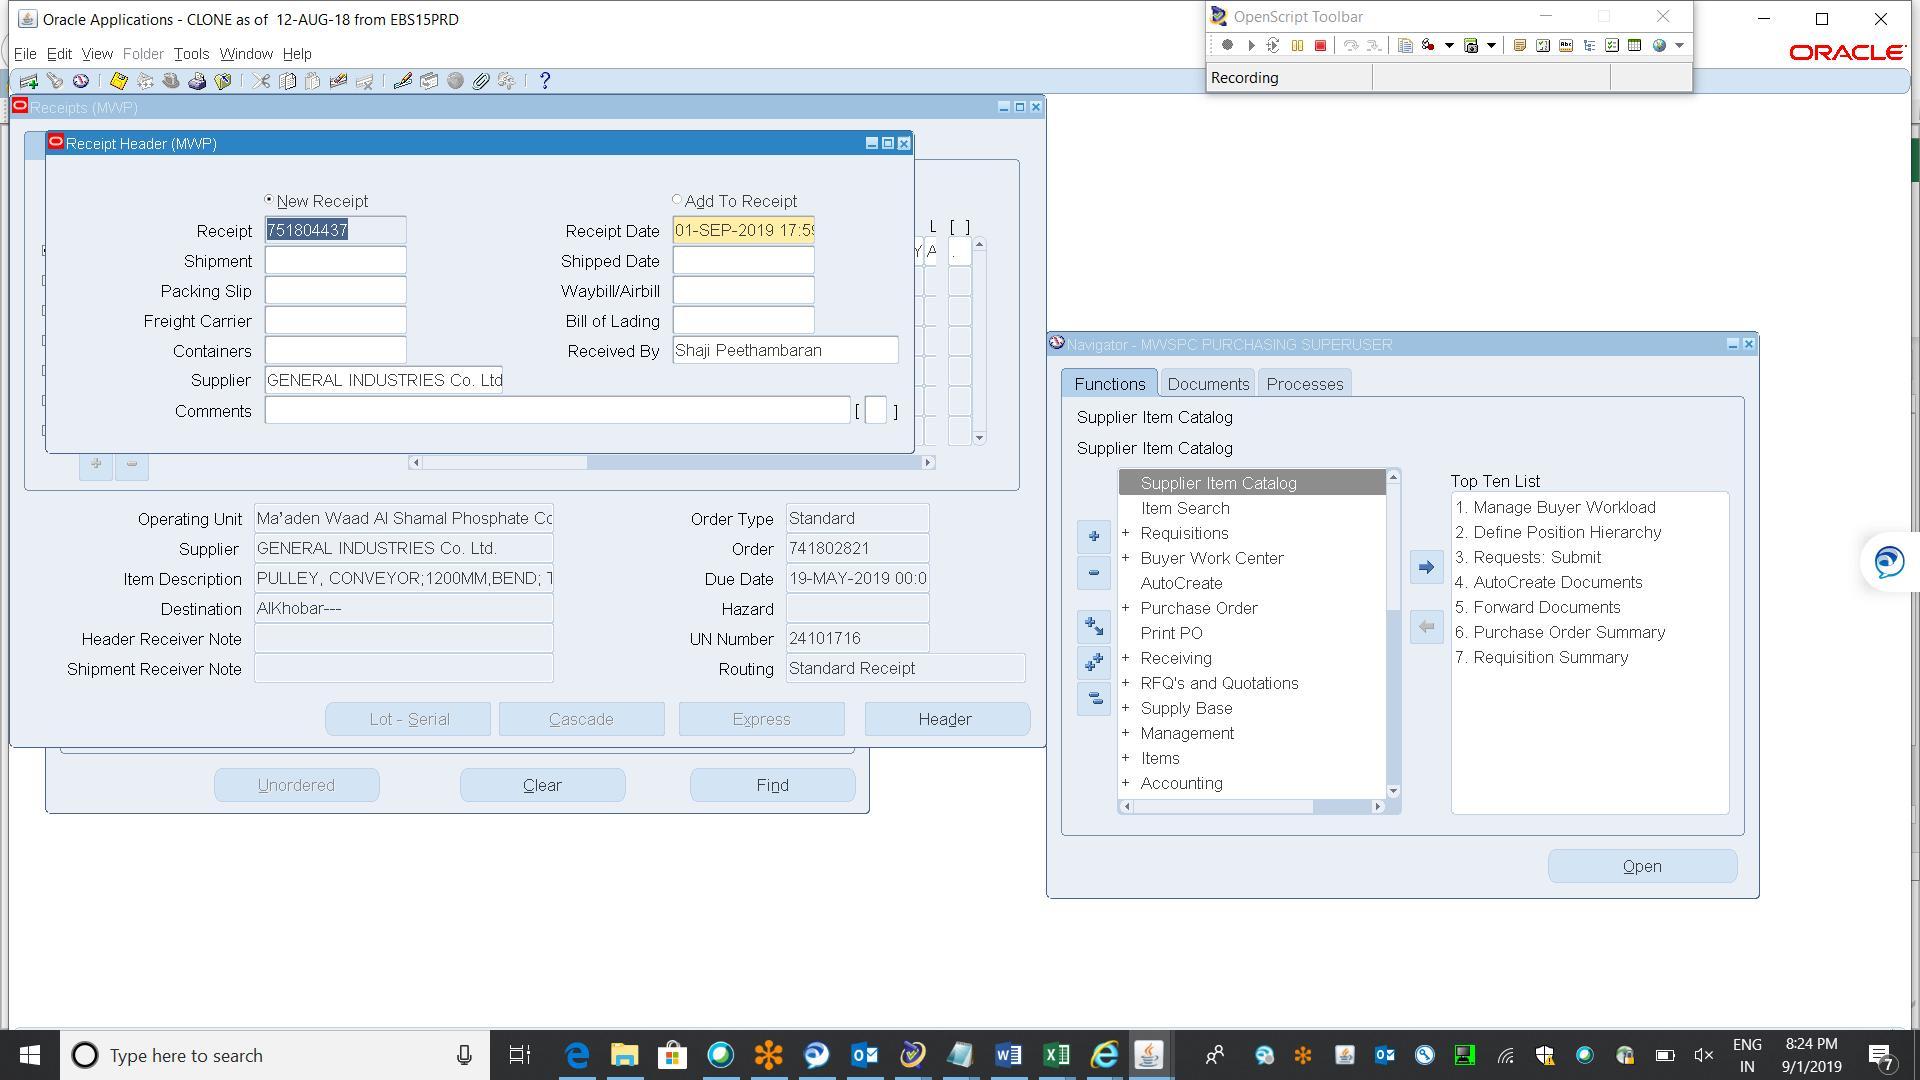 Oracle Applications - CLONE as of 12-AUG-18 from EBS15PRD
File Edit View Folder Tools Window Help
OpenScript Toolbar
Recording
ORACLE
Receipts (MWP)
Receipt Header (MWP)
New Receipt
Add To Receipt
Receipt 751804437
Receipt Date 01-SEP-2019 17:59
Shipment
Shipped Date
Packing Slip
Waybill/Airbill
Freight Carrier
Bill of Lading
Containers
Received By Shaji Peethambaran
Supplier GENERAL INDUSTRIES Co. Ltd
Comments [ ]
L [ ]
Y A .
Operating Unit Ma'aden Waad Al Shamal Phosphate Co
Order Type Standard
Supplier GENERAL INDUSTRIES Co. Ltd.
Order 741802821
Item Description PULLEY, CONVEYOR;1200MM,BEND; T
Due Date 19-MAY-2019 00:0
Destination AlKhobar---
Hazard
Header Receiver Note
UN Number 24101716
Shipment Receiver Note
Routing Standard Receipt
Lot - Serial
Cascade
Express
Header
Unordered
Clear
Find
Navigator - MWSPC PURCHASING SUPERUSER
Functions Documents Processes
Supplier Item Catalog
Supplier Item Catalog
Supplier Item Catalog
Item Search
+ Requisitions
+ Buyer Work Center
AutoCreate
+ Purchase Order
Print PO
+ Receiving
+ RFQ's and Quotations
+ Supply Base
+ Management
+ Items
+ Accounting
Top Ten List
1. Manage Buyer Workload
2. Define Position Hierarchy
3. Requests: Submit
4. AutoCreate Documents
5. Forward Documents
6. Purchase Order Summary
7. Requisition Summary
Open
Type here to search
ENG
IN
8:24 PM
9/1/2019
7